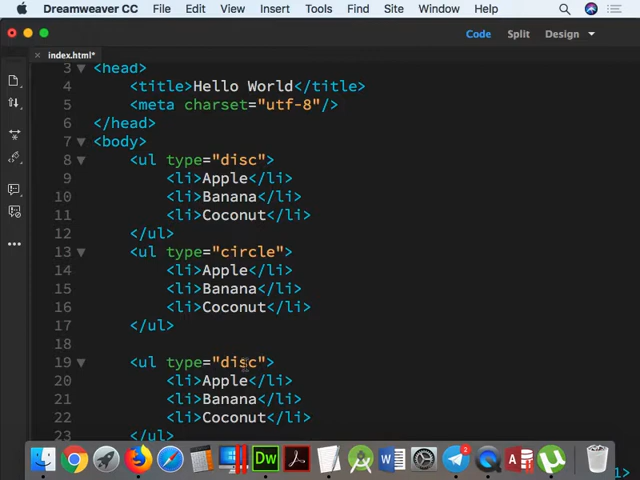 Dreamweaver CC File Edit View Insert Tools Find Site Window Help
Code Split Design
index.html*
3 <head>
4 <title>Hello World</title>
5 <meta charset="utf-8"/>
6 </head>
7 <body>
8 <ul type="disc">
9 <li>Apple</li>
10 <li>Banana</li>
11 <li>Coconut</li>
12 </ul>
13 <ul type="circle">
14 <li>Apple</li>
15 <li>Banana</li>
16 <li>Coconut</li>
17 </ul>
18
19 <ul type="disc">
20 <li>Apple</li>
21 <li>Banana</li>
22 <li>Coconut</li>
23 </ul>
Dw W A 2
1>